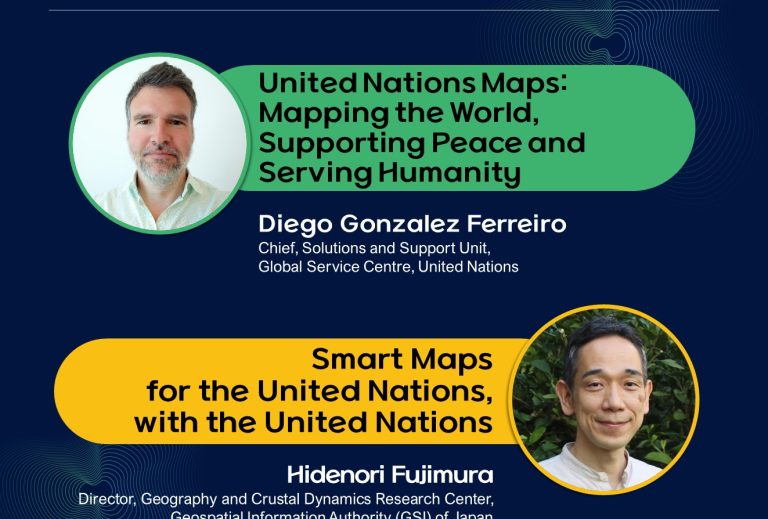 United Nations Maps:
Mapping the World,
Supporting Peace and
Serving Humanity
Diego Gonzalez Ferreiro
Chief, Solutions and Support Unit,
Global Service Centre, United Nations
Smart Maps
for the United Nations,
with the United Nations
Hidenori Fujimura
Director, Geography and Crustal Dynamics Research Center,
Geospatial Information Authority (GSI) of Japan